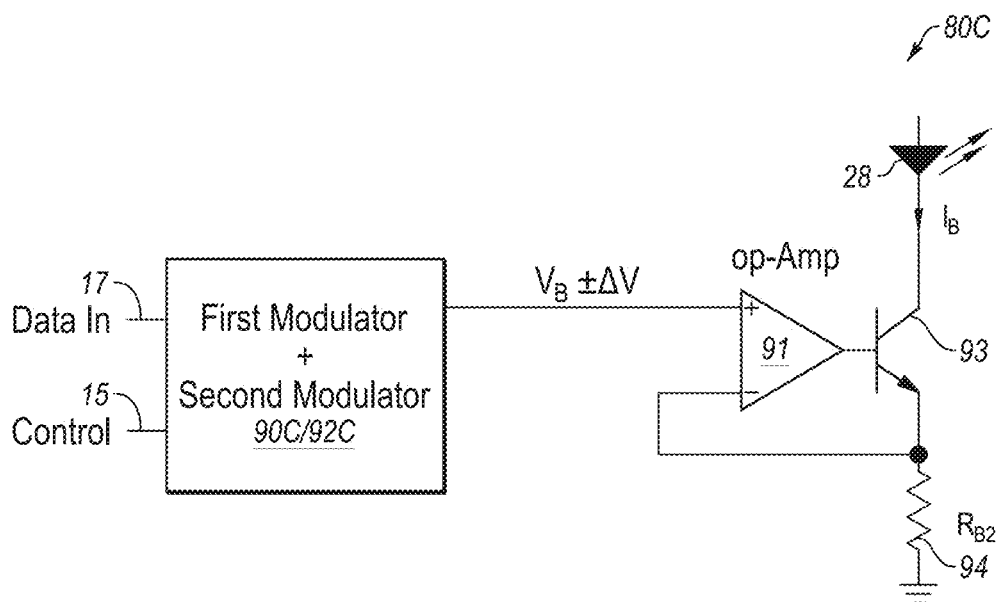 80C
28
I_B
op-Amp
17
Data In
First Modulator
+
Second Modulator
90C/92C
15
Control
V_B ±ΔV
+
91
−
93
R_B2
94